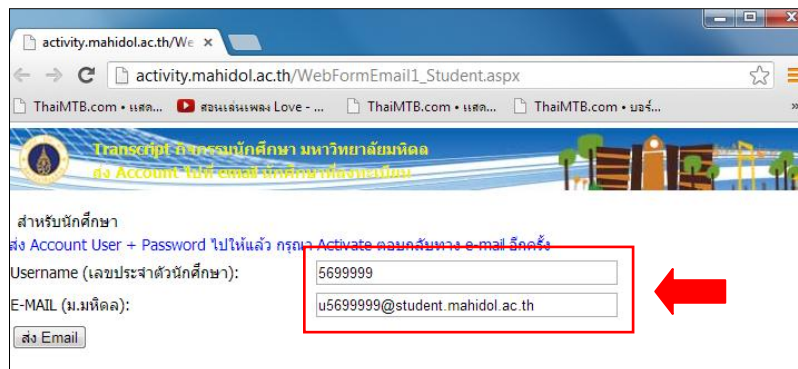 activity.mahidol.ac.th/We
activity.mahidol.ac.th/WebFormEmail1_Student.aspx
ThaiMTB.com • แสด... สอนเล่นเพลง Love - ... ThaiMTB.com • แสด... ThaiMTB.com • บอร์... »
Transcript กิจกรรมนักศึกษา มหาวิทยาลัยมหิดล
ส่ง Account ไปที่ email นักศึกษาที่ลงทะเบียน
สำหรับนักศึกษา
ส่ง Account User + Password ไปให้แล้ว กรุณา Activate ตอบกลับทาง e-mail อีกครั้ง
Username (เลขประจำตัวนักศึกษา): 5699999
E-MAIL (ม.มหิดล): u5699999@student.mahidol.ac.th
ส่ง Email